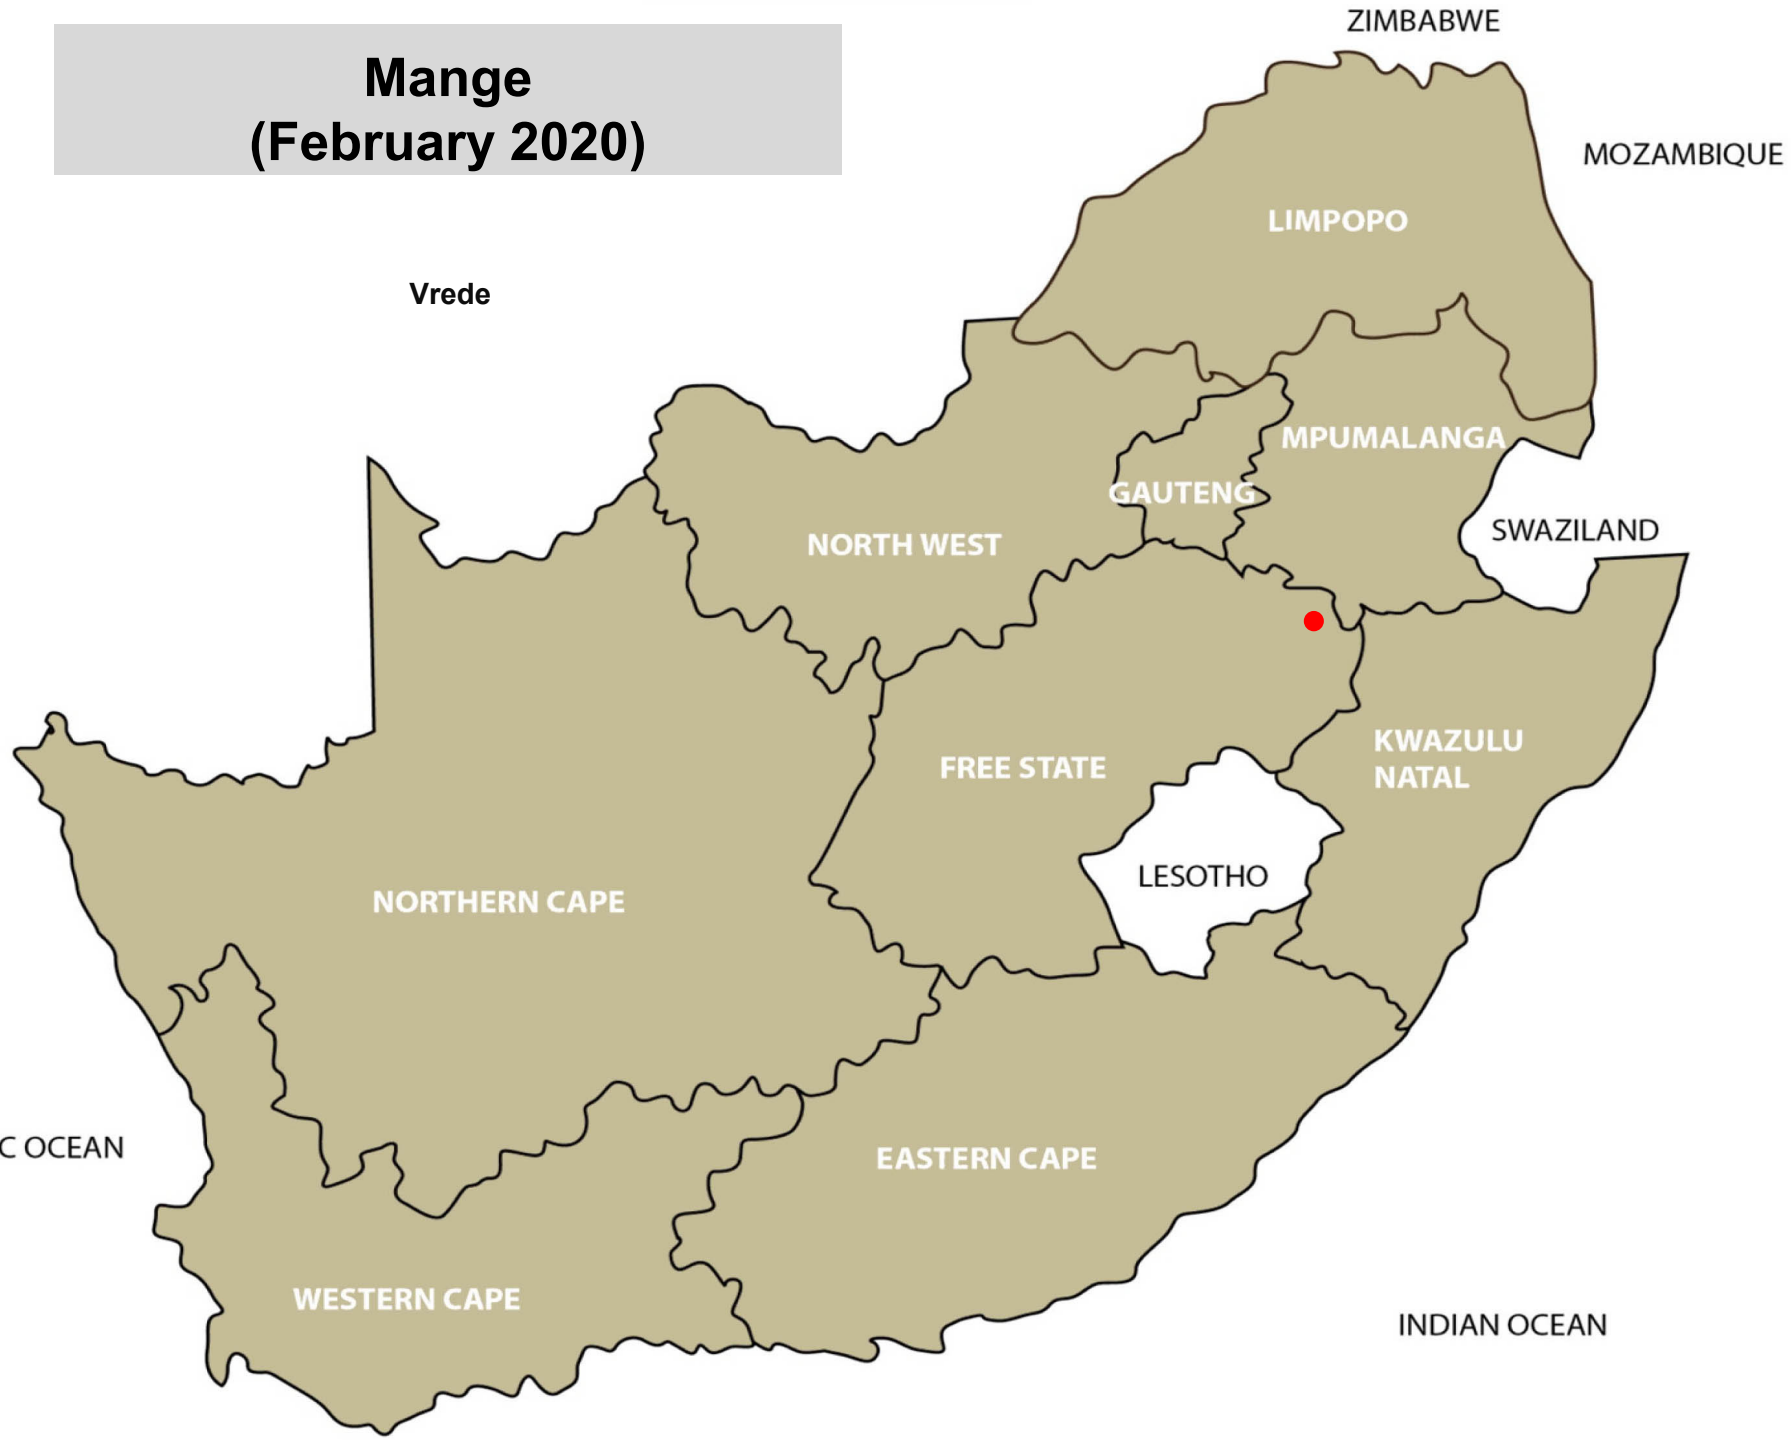 ZIMBABWE
Mange
(February 2020)
MOZAMBIQUE
LIMPOPO
Vrede
MPUMALANGA
GAUTENG
SWAZILAND
NORTH WEST
KWAZULU
NATAL
FREE STATE
LESOTHO
NORTHERN CAPE
C OCEAN
EASTERN CAPE
WESTERN CAPE
INDIAN OCEAN